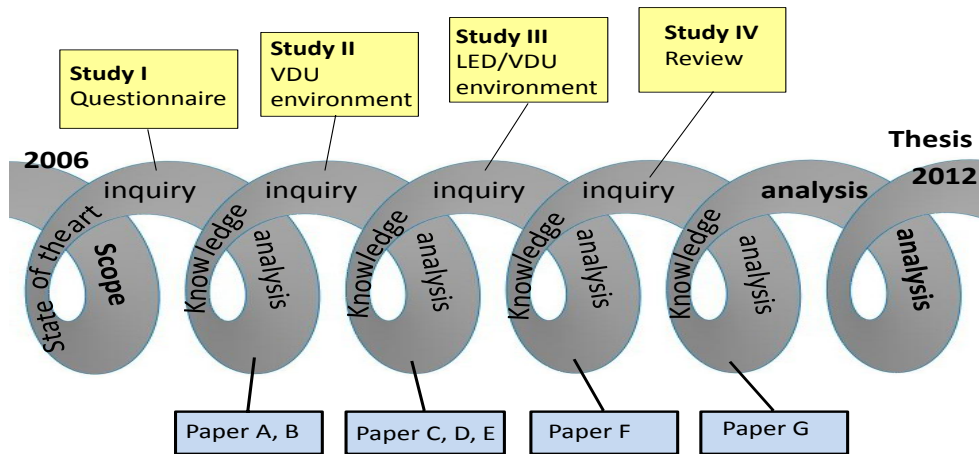 Study I
Questionnaire
Study II
VDU
environment
Study III
LED/VDU
environment
Study IV
Review
2006
Thesis
2012
State of theart
Scope
inquiry
Knowledge
analysis
inquiry
Knowledge
analysis
inquiry
Knowledge
analysis
inquiry
Knowledge
analysis
analysis
analysis
Paper A, B
Paper C, D, E
Paper F
Paper G